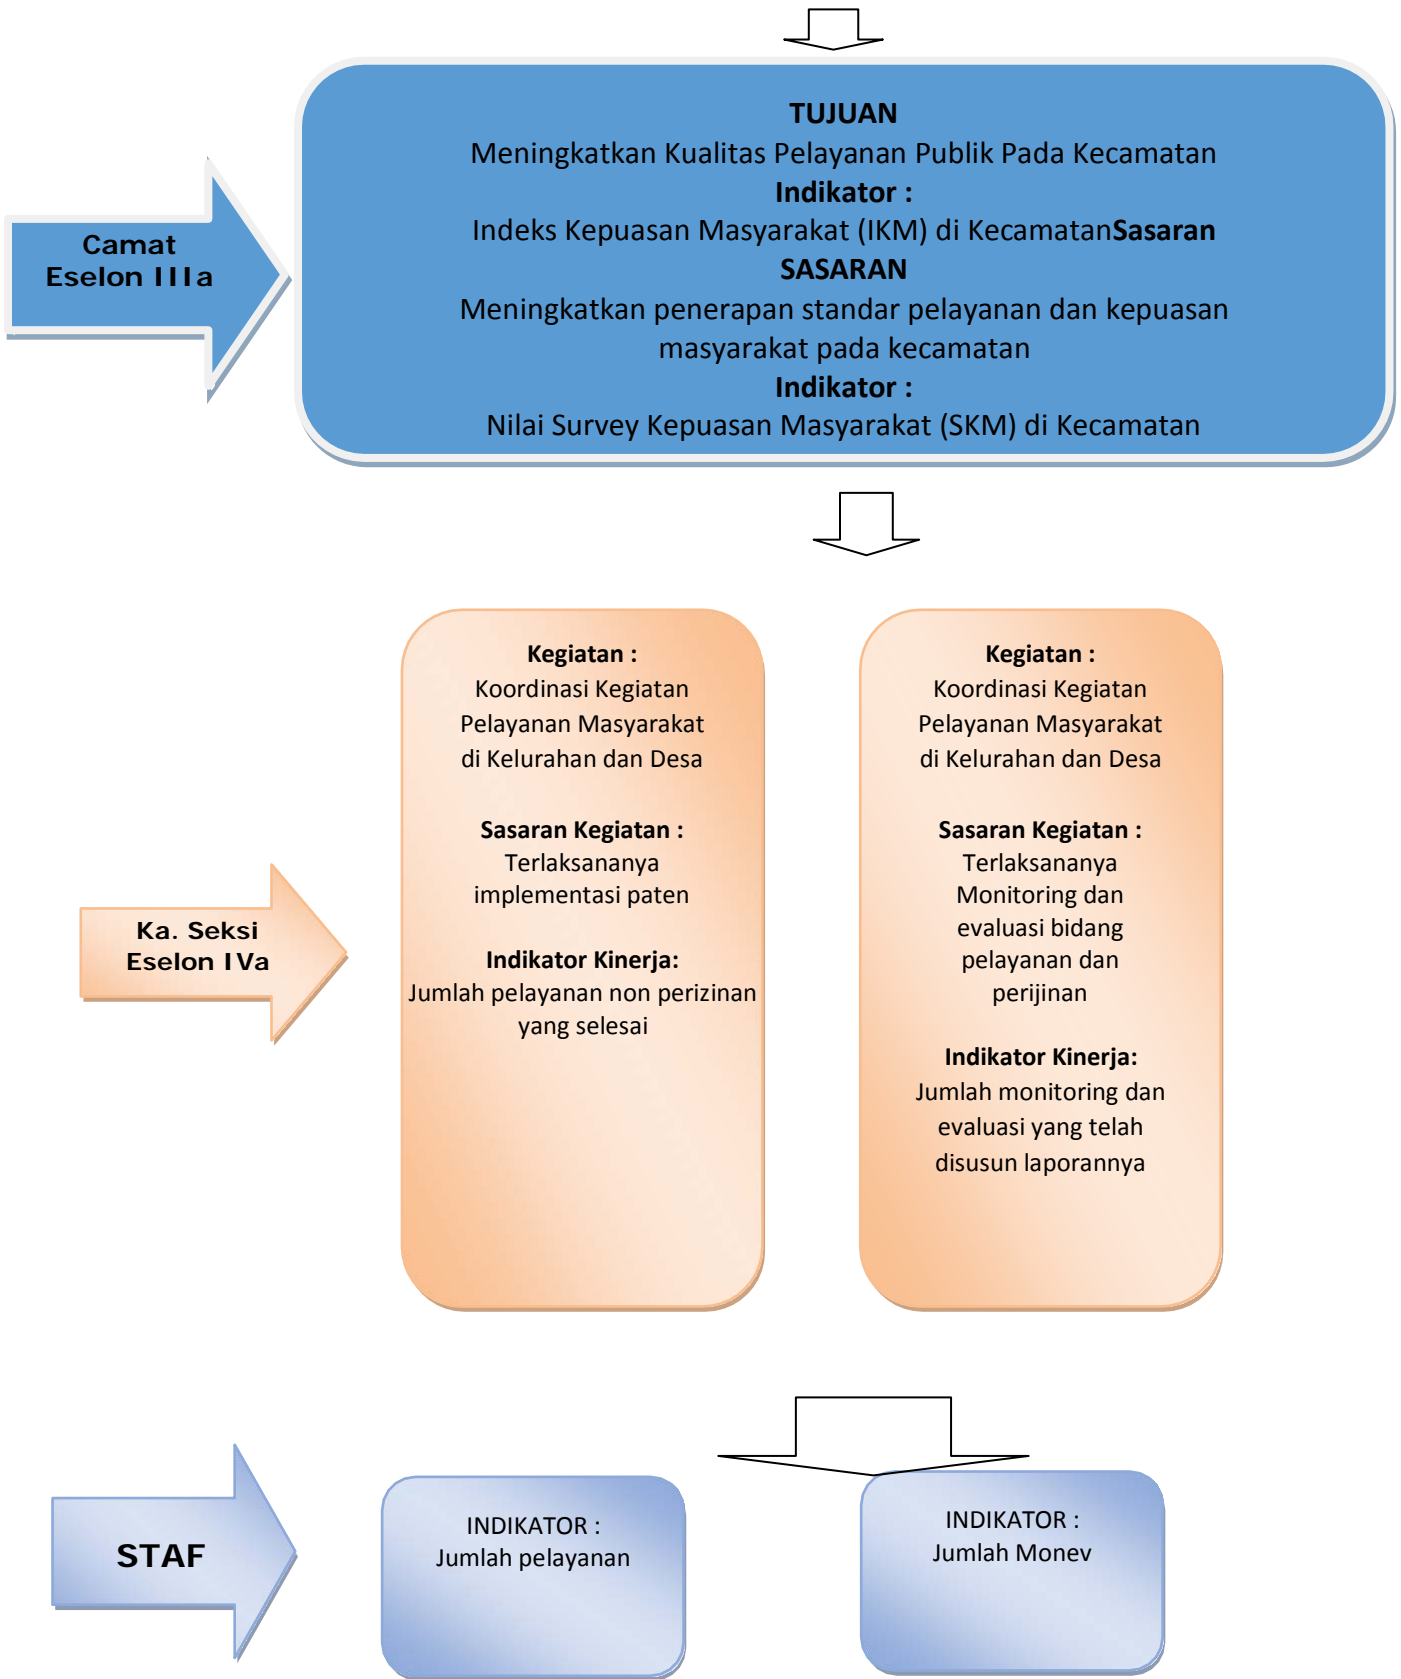 TUJUAN
Meningkatkan Kualitas Pelayanan Publik Pada Kecamatan
Indikator :
Indeks Kepuasan Masyarakat (IKM) di KecamatanSasaran
SASARAN
Meningkatkan penerapan standar pelayanan dan kepuasan
masyarakat pada kecamatan
Indikator :
Nilai Survey Kepuasan Masyarakat (SKM) di Kecamatan
Camat
Eselon IIIa
Kegiatan :
Koordinasi Kegiatan
Pelayanan Masyarakat
di Kelurahan dan Desa
Sasaran Kegiatan :
Terlaksananya
implementasi paten
Indikator Kinerja:
Jumlah pelayanan non perizinan
yang selesai
Kegiatan :
Koordinasi Kegiatan
Pelayanan Masyarakat
di Kelurahan dan Desa
Sasaran Kegiatan :
Terlaksananya
Monitoring dan
evaluasi bidang
pelayanan dan
perijinan
Indikator Kinerja:
Jumlah monitoring dan
evaluasi yang telah
disusun laporannya
Ka. Seksi
Eselon IVa
STAF
INDIKATOR :
Jumlah pelayanan
INDIKATOR :
Jumlah Monev